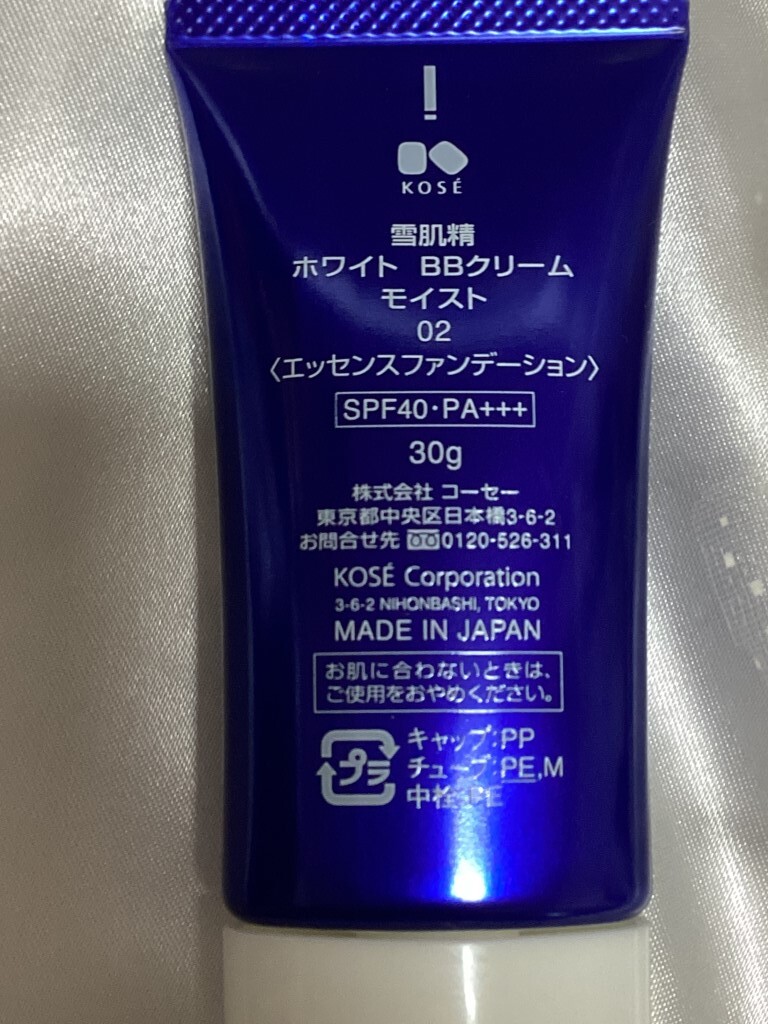 KOSÉ
雪肌精
ホワイト BBクリーム
モイスト
02
〈エッセンスファンデーション〉
SPF40・PA+++
30g
株式会社 コーセー
東京都中央区日本橋3-6-2
お問合せ先 0120-526-311
KOSÉ Corporation
3-6-2 NIHONBASHI, TOKYO
MADE IN JAPAN
お肌に合わないときは、
ご使用をおやめください。
プラ
キャップ:PP
チューブ:PE,M
中栓:PE